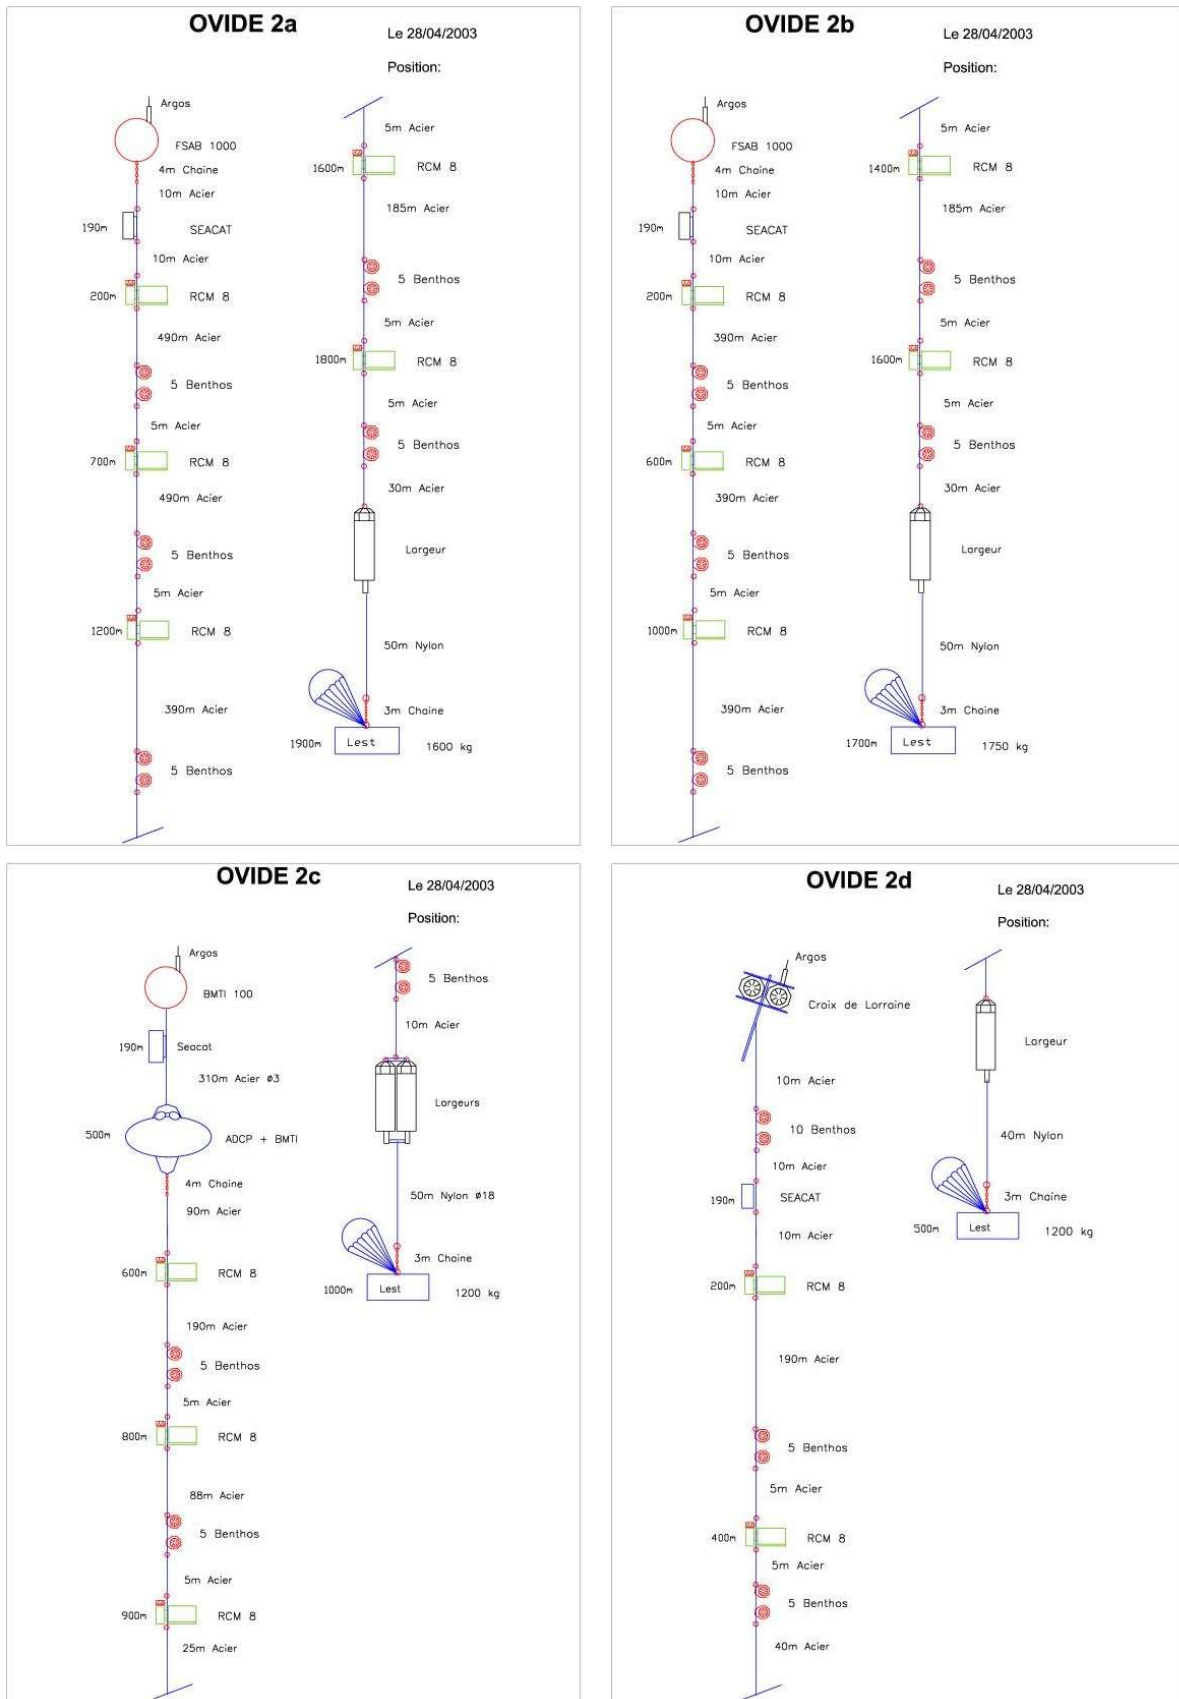 OVIDE 2a
Le 28/04/2003
Position:
Argos
FSAB 1000
4m Chaine
10m Acier
190m
SEACAT
10m Acier
200m
RCM 8
490m Acier
5 Benthos
5m Acier
700m
RCM 8
490m Acier
5 Benthos
5m Acier
1200m
RCM 8
390m Acier
5 Benthos
5m Acier
1600m
RCM 8
185m Acier
5 Benthos
5m Acier
1800m
RCM 8
5m Acier
5 Benthos
30m Acier
Largeur
50m Nylon
3m Chaine
1900m
Lest
1600 kg
OVIDE 2b
Le 28/04/2003
Position:
Argos
FSAB 1000
4m Chaine
10m Acier
190m
SEACAT
10m Acier
200m
RCM 8
390m Acier
5 Benthos
5m Acier
600m
RCM 8
390m Acier
5 Benthos
5m Acier
1000m
RCM 8
390m Acier
5 Benthos
5m Acier
1400m
RCM 8
185m Acier
5 Benthos
5m Acier
1600m
RCM 8
5m Acier
5 Benthos
30m Acier
Largeur
50m Nylon
3m Chaine
1700m
Lest
1750 kg
OVIDE 2c
Le 28/04/2003
Position:
Argos
BMTI 100
190m
Seacat
310m Acier ø3
500m
ADCP + BMTI
4m Chaine
90m Acier
600m
RCM 8
190m Acier
5 Benthos
5m Acier
800m
RCM 8
88m Acier
5 Benthos
5m Acier
900m
RCM 8
25m Acier
5 Benthos
10m Acier
Largeurs
50m Nylon ø18
3m Chaine
1000m
Lest
1200 kg
OVIDE 2d
Le 28/04/2003
Position:
Argos
Croix de Lorraine
10m Acier
10 Benthos
10m Acier
190m
SEACAT
10m Acier
200m
RCM 8
190m Acier
5 Benthos
5m Acier
400m
RCM 8
5m Acier
5 Benthos
40m Acier
Largeur
40m Nylon
3m Chaine
500m
Lest
1200 kg